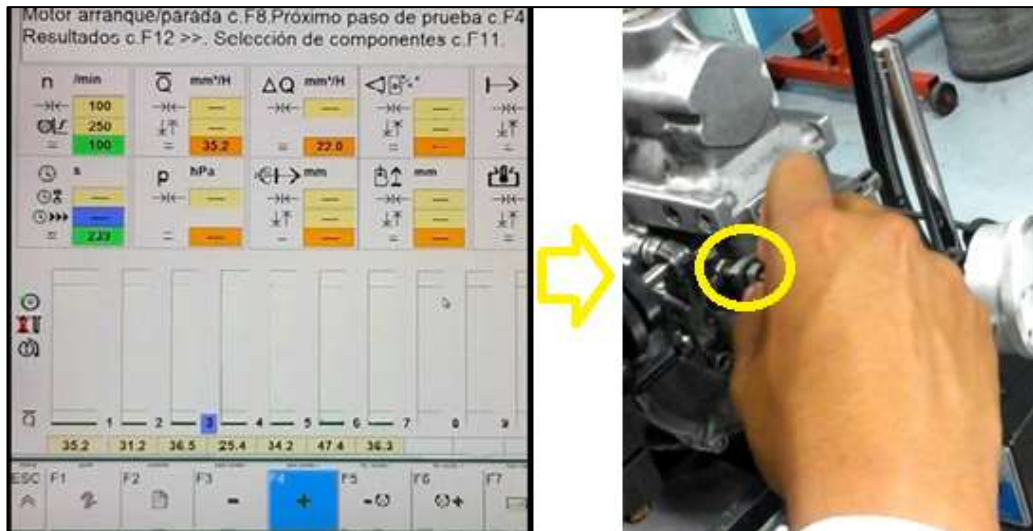 Motor arranque/parada c.F8.Próximo paso de prueba c.F4
Resultados c.F12 >>. Selección de componentes c.F11.
n /min Q mm³/H ΔQ mm³/H
100
250
100 = 35.2 = 22.0
s p hPa mm mm
= 239
1 2 3 4 5 6 7 8 9
Q
35.2 31.2 36.5 25.4 34.2 47.4 36.3
ESC F1 F2 F3 F4 F5 F6 F7